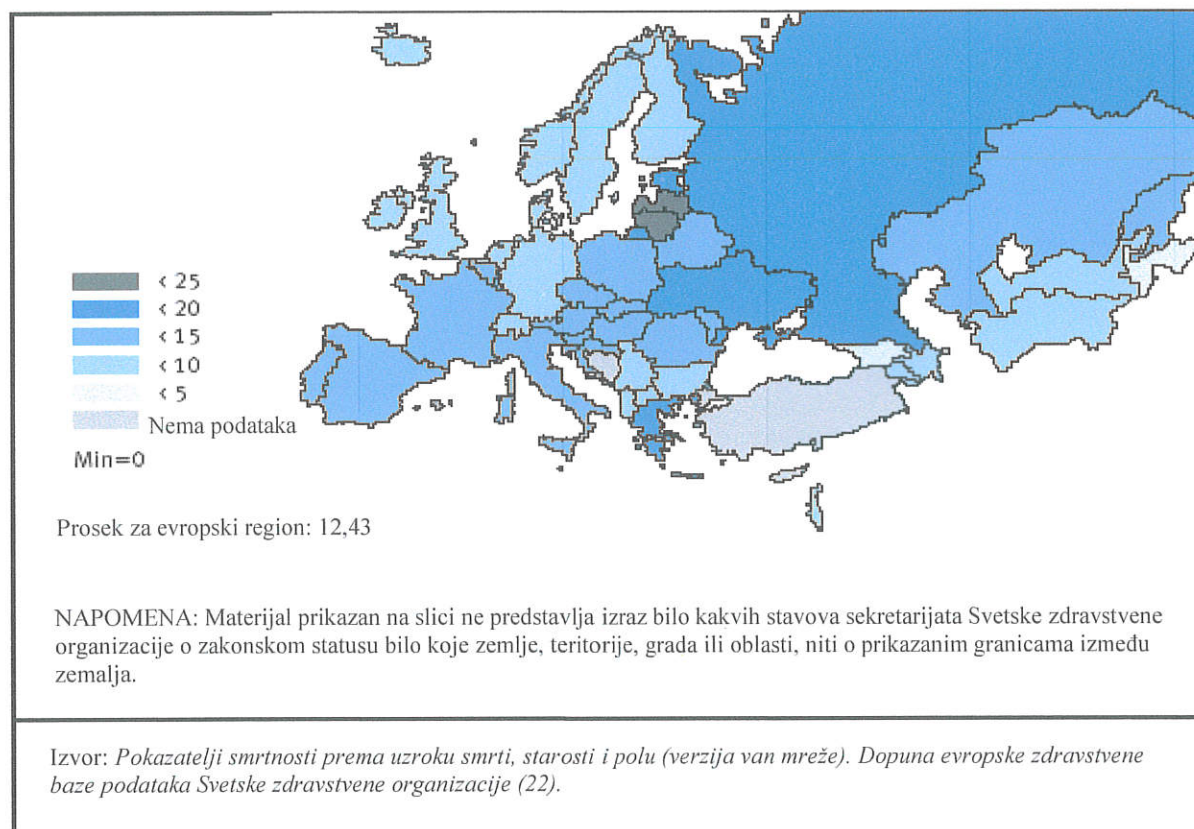 < 25
< 20
< 15
< 10
< 5
Nema podataka
Min=0
Prosek za evropski region: 12,43
NAPOMENA: Materijal prikazan na slici ne predstavlja izraz bilo kakvih stavova sekretarijata Svetske zdravstvene
organizacije o zakonskom statusu bilo koje zemlje, teritorije, grada ili oblasti, niti o prikazanim granicama između
zemalja.
Izvor: Pokazatelji smrtnosti prema uzroku smrti, starosti i polu (verzija van mreže). Dopuna evropske zdravstvene
baze podataka Svetske zdravstvene organizacije (22).